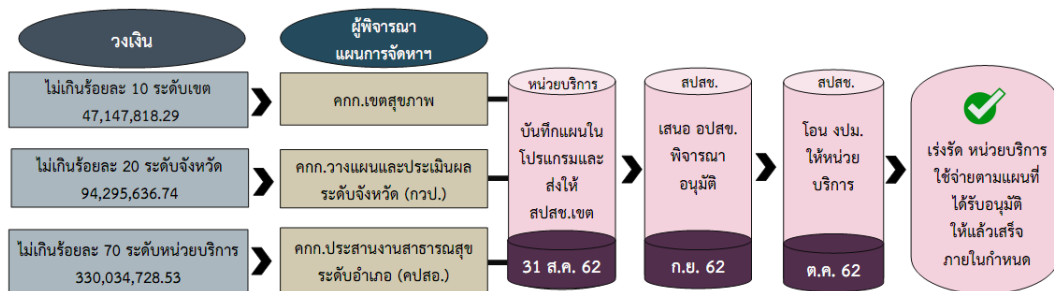 วงเงิน
ผู้พิจารณา
แผนการจัดหาฯ
ไม่เกินร้อยละ 10 ระดับเขต
47,147,818.29
คกก.เขตสุขภาพ
ไม่เกินร้อยละ 20 ระดับจังหวัด
94,295,636.74
คกก.วางแผนและประเมินผล
ระดับจังหวัด (กวป.)
ไม่เกินร้อยละ 70 ระดับหน่วยบริการ
330,034,728.53
คกก.ประสานงานสาธารณสุข
ระดับอำเภอ (คปสอ.)
หน่วยบริการ
บันทึกแผนใน
โปรแกรมและ
ส่งให้
สปสช.เขต
31 ส.ค. 62
สปสช.
เสนอ อปสข.
พิจารณา
อนุมัติ
ก.ย. 62
สปสช.
โอน งปม.
ให้หน่วย
บริการ
ต.ค. 62
เร่งรัด หน่วยบริการ
ใช้จ่ายตามแผนที่
ได้รับอนุมัติ
ให้แล้วเสร็จ
ภายในกำหนด